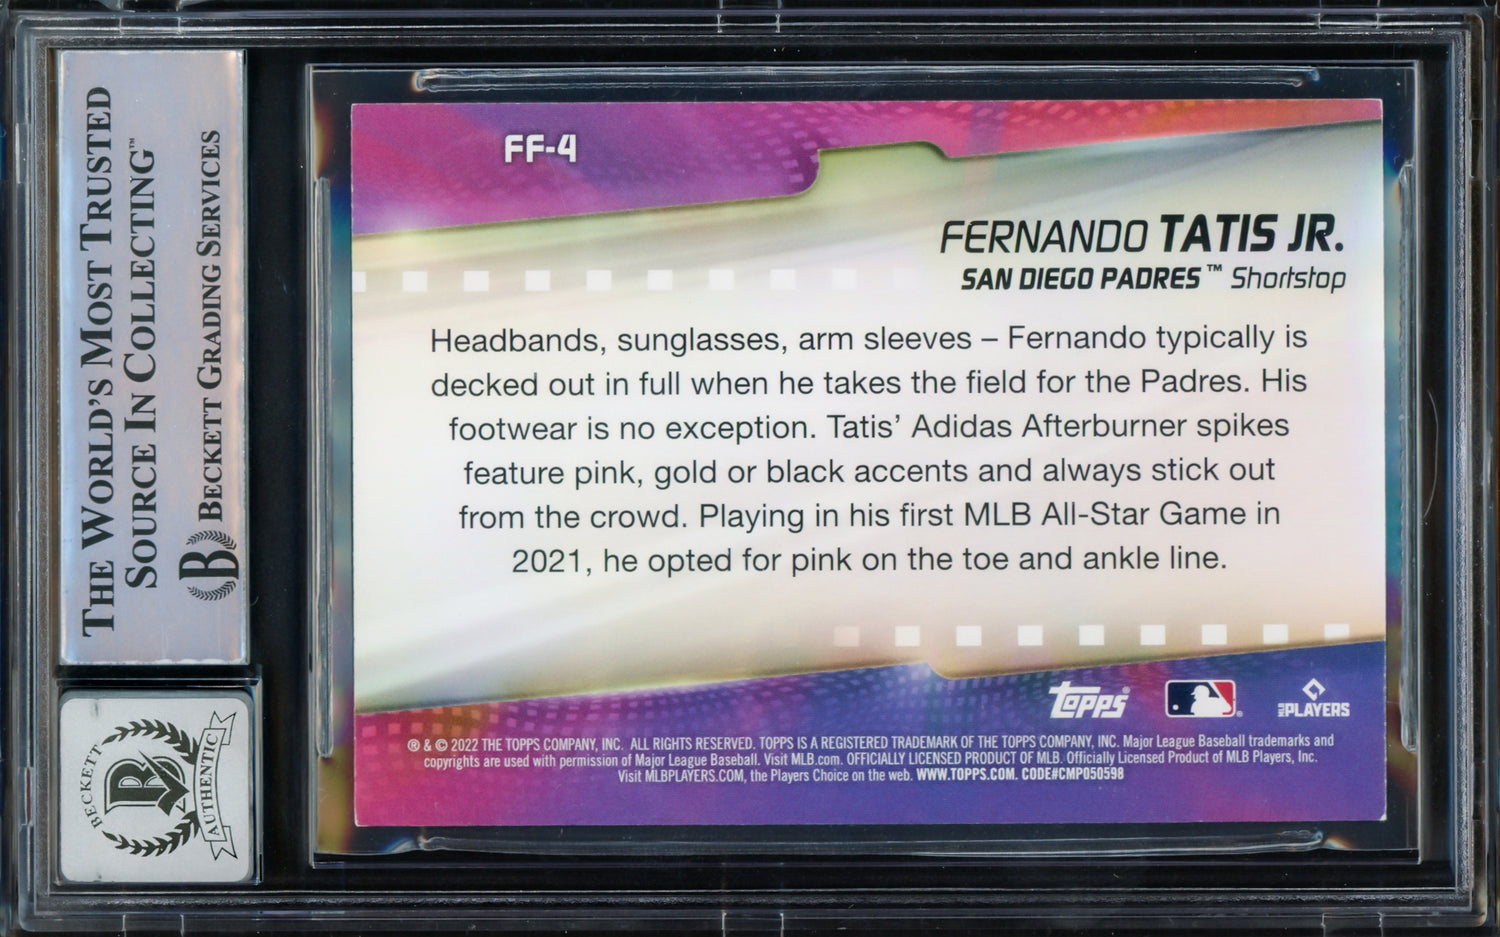 THE WORLD'S MOST TRUSTED
SOURCE IN COLLECTING™
BECKETT GRADING SERVICES
B
BECKETT
AUTHENTIC
FF-4
FERNANDO TATIS JR.
SAN DIEGO PADRES™ Shortstop
Headbands, sunglasses, arm sleeves – Fernando typically is
decked out in full when he takes the field for the Padres. His
footwear is no exception. Tatis' Adidas Afterburner spikes
feature pink, gold or black accents and always stick out
from the crowd. Playing in his first MLB All-Star Game in
2021, he opted for pink on the toe and ankle line.
topps®
MLB PLAYERS
® & © 2022 THE TOPPS COMPANY, INC. ALL RIGHTS RESERVED. TOPPS IS A REGISTERED TRADEMARK OF THE TOPPS COMPANY, INC. Major League Baseball trademarks and
copyrights are used with permission of Major League Baseball. Visit MLB.com. OFFICIALLY LICENSED PRODUCT OF MLB. Officially Licensed Product of MLB Players, Inc.
Visit MLBPLAYERS.COM, the Players Choice on the web. WWW.TOPPS.COM. CODE#CMP050598